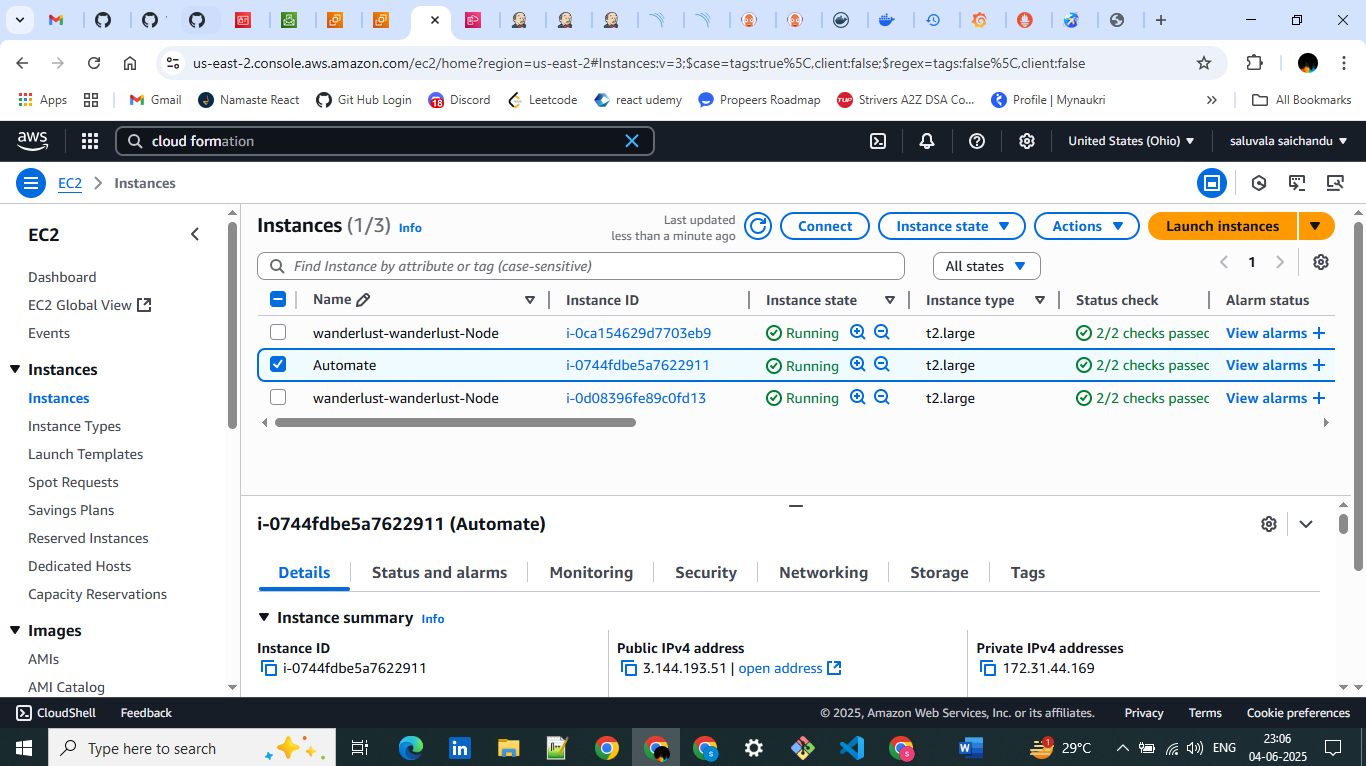 us-east-2.console.aws.amazon.com/ec2/home?region=us-east-2#Instances:v=3;$case=tags:true%5C,client:false;$regex=tags:false%5C,client:false
Apps
Gmail
Namaste React
Git Hub Login
18
Discord
Leetcode
react udemy
Propeers Roadmap
TUF
Strivers A2Z DSA Co...
Profile | Mynaukri
All Bookmarks
aws
cloud formation
United States (Ohio)
saluvala saichandu
EC2
Instances
EC2
Dashboard
EC2 Global View
Events
Instances
Instances
Instance Types
Launch Templates
Spot Requests
Savings Plans
Reserved Instances
Dedicated Hosts
Capacity Reservations
Images
AMIs
AMI Catalog
Instances (1/3) Info
Last updated
less than a minute ago
Connect
Instance state
Actions
Launch instances
Find Instance by attribute or tag (case-sensitive)
All states
1
Name Instance ID Instance state Instance type Status check Alarm status
wanderlust-wanderlust-Node i-0ca154629d7703eb9 Running t2.large 2/2 checks passed View alarms +
Automate i-0744fdbe5a7622911 Running t2.large 2/2 checks passed View alarms +
wanderlust-wanderlust-Node i-0d08396fe89c0fd13 Running t2.large 2/2 checks passed View alarms +
i-0744fdbe5a7622911 (Automate)
Details Status and alarms Monitoring Security Networking Storage Tags
Instance summary Info
Instance ID
i-0744fdbe5a7622911
Public IPv4 address
3.144.193.51 | open address
Private IPv4 addresses
172.31.44.169
CloudShell Feedback
© 2025, Amazon Web Services, Inc. or its affiliates. Privacy Terms Cookie preferences
Type here to search
1
29°C
ENG
23:06
04-06-2025